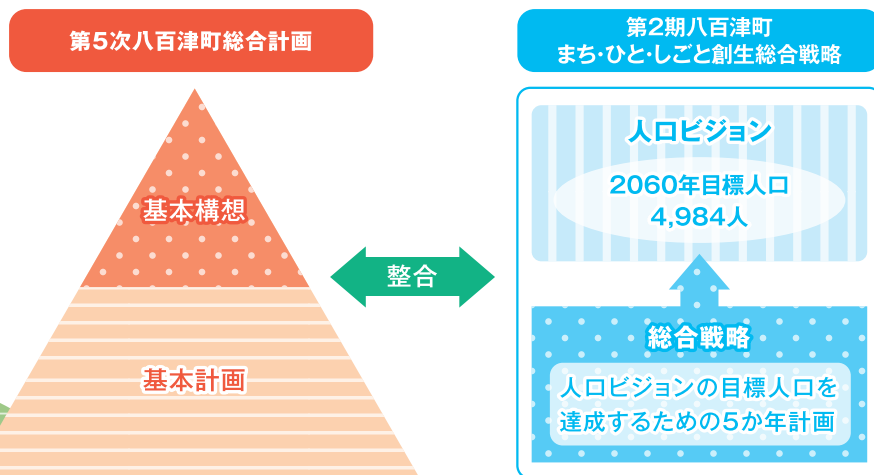 第5次八百津町総合計画
基本構想
基本計画
整合
第2期八百津町
まち・ひと・しごと創生総合戦略
人口ビジョン
2060年目標人口
4,984人
総合戦略
人口ビジョンの目標人口を
達成するための5か年計画